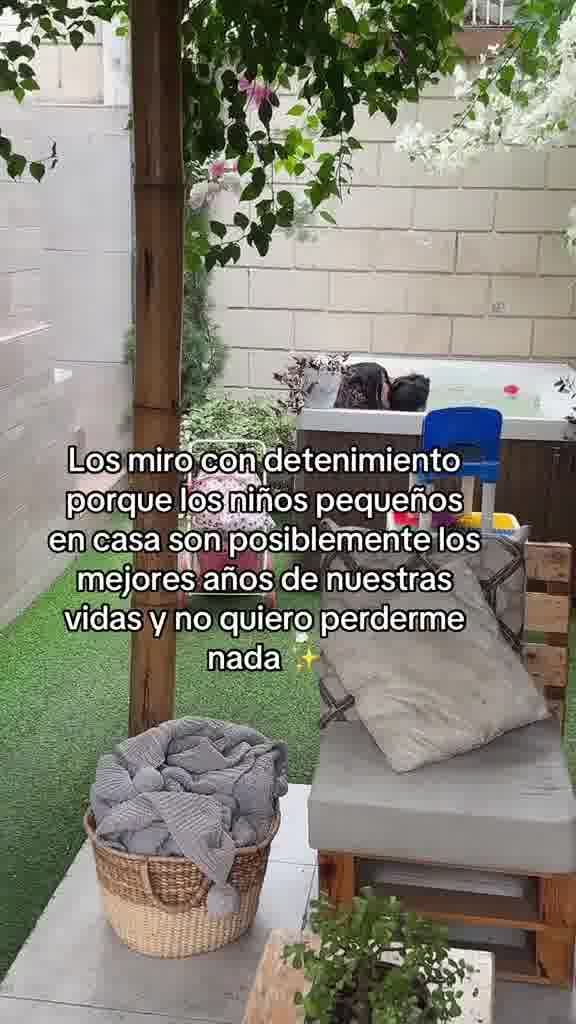 Los miro con detenimiento
porque los niños pequeños
en casa son posiblemente los
mejores años de nuestras
vidas y no quiero perderme
nada ✨